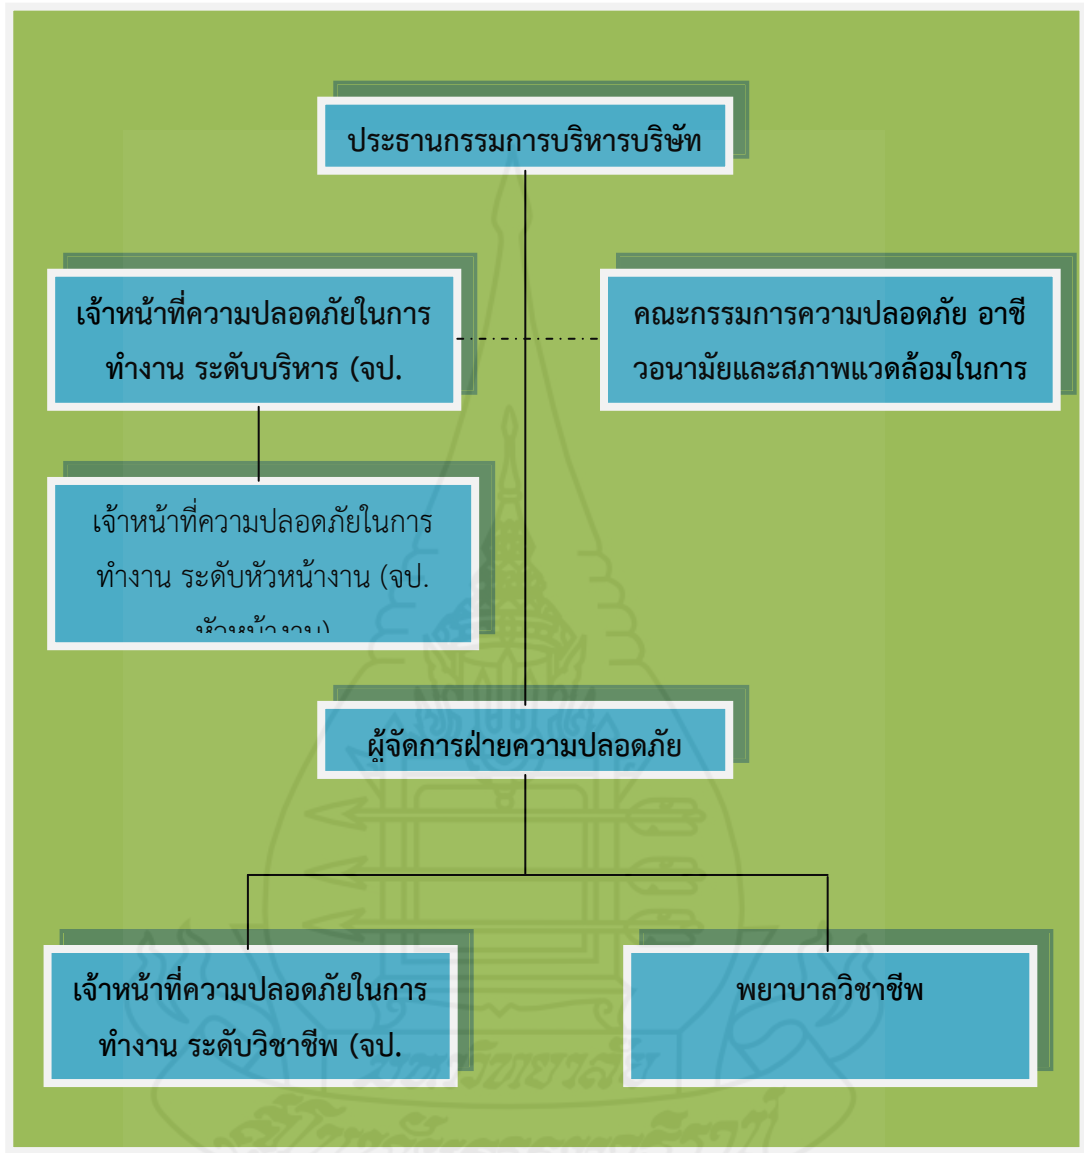 ประธานกรรมการบริหารบริษัท
เจ้าหน้าที่ความปลอดภัยในการ
ทำงาน ระดับบริหาร (จป.
คณะกรรมการความปลอดภัย อาชี
วอนามัยและสภาพแวดล้อมในการ
เจ้าหน้าที่ความปลอดภัยในการ
ทำงาน ระดับหัวหน้างาน (จป.
หัวหน้างาน)
ผู้จัดการฝ่ายความปลอดภัย
เจ้าหน้าที่ความปลอดภัยในการ
ทำงาน ระดับวิชาชีพ (จป.
พยาบาลวิชาชีพ